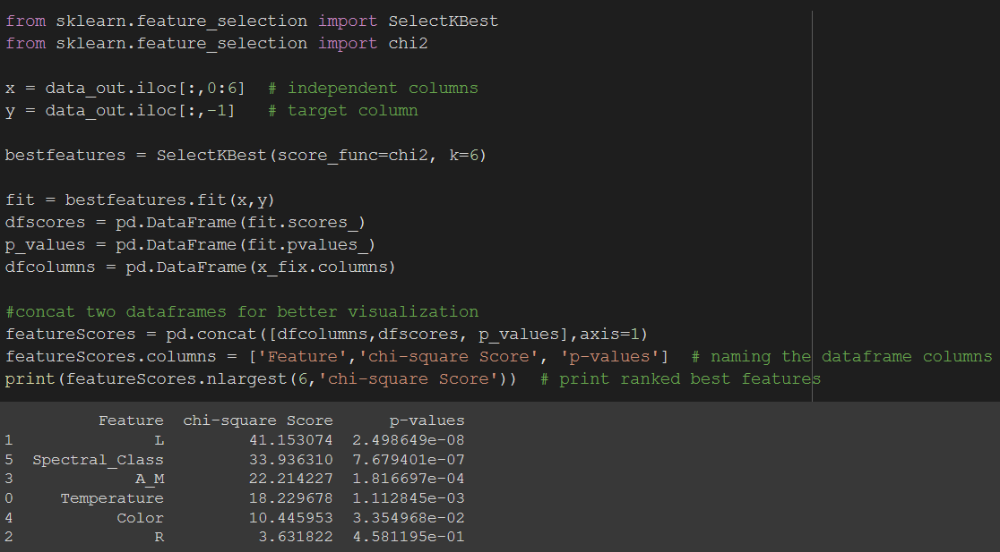 from sklearn.feature_selection import SelectKBest
from sklearn.feature_selection import chi2
x = data_out.iloc[:,0:6]  # independent columns
y = data_out.iloc[:,-1]   # target column
bestfeatures = SelectKBest(score_func=chi2, k=6)
fit = bestfeatures.fit(x,y)
dfscores = pd.DataFrame(fit.scores_)
p_values = pd.DataFrame(fit.pvalues_)
dfcolumns = pd.DataFrame(x_fix.columns)
#concat two dataframes for better visualization
featureScores = pd.concat([dfcolumns,dfscores, p_values],axis=1)
featureScores.columns = ['Feature','chi-square Score', 'p-values']  # naming the dataframe columns
print(featureScores.nlargest(6,'chi-square Score'))  # print ranked best features
Feature  chi-square Score      p-values
1               L         41.153074  2.498649e-08
5  Spectral_Class         33.936310  7.679401e-07
3             A_M         22.214227  1.816697e-04
0     Temperature         18.229678  1.112845e-03
4           Color         10.445953  3.354968e-02
2               R          3.631822  4.581195e-01